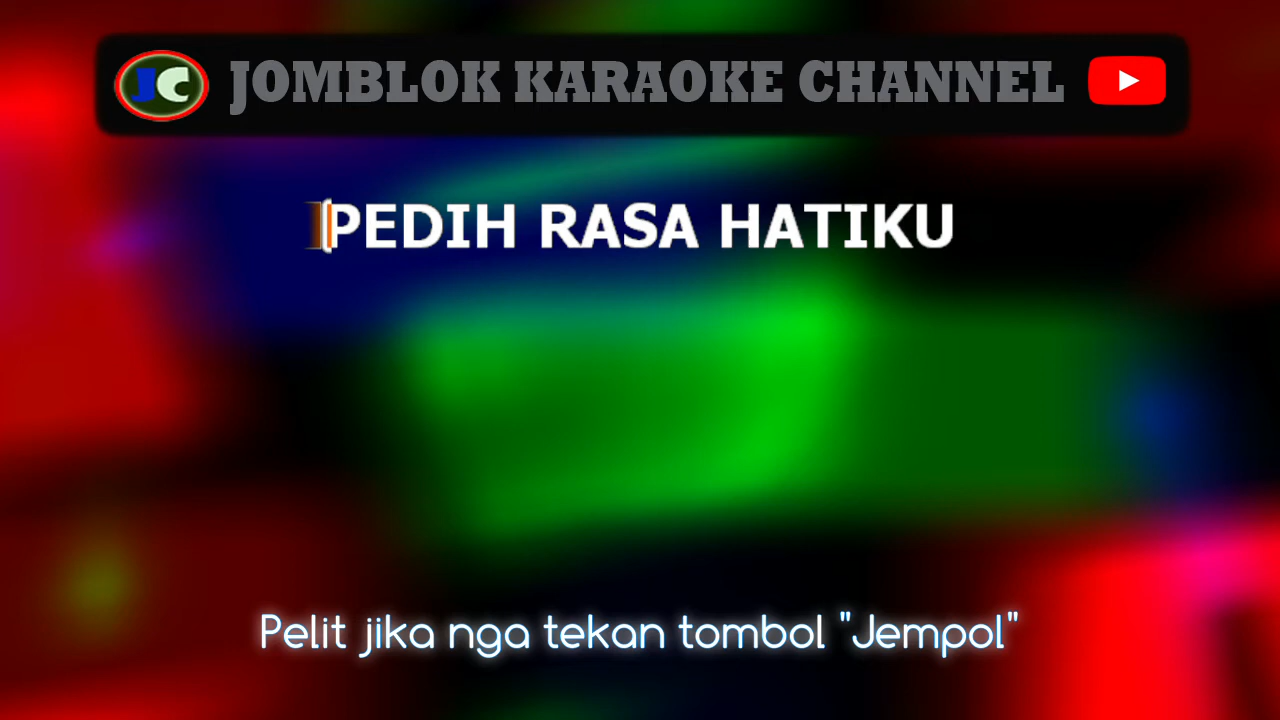 JC JOMBLOK KARAOKE CHANNEL
PEDIH RASA HATIKU
Pelit jika nga tekan tombol "Jempol"